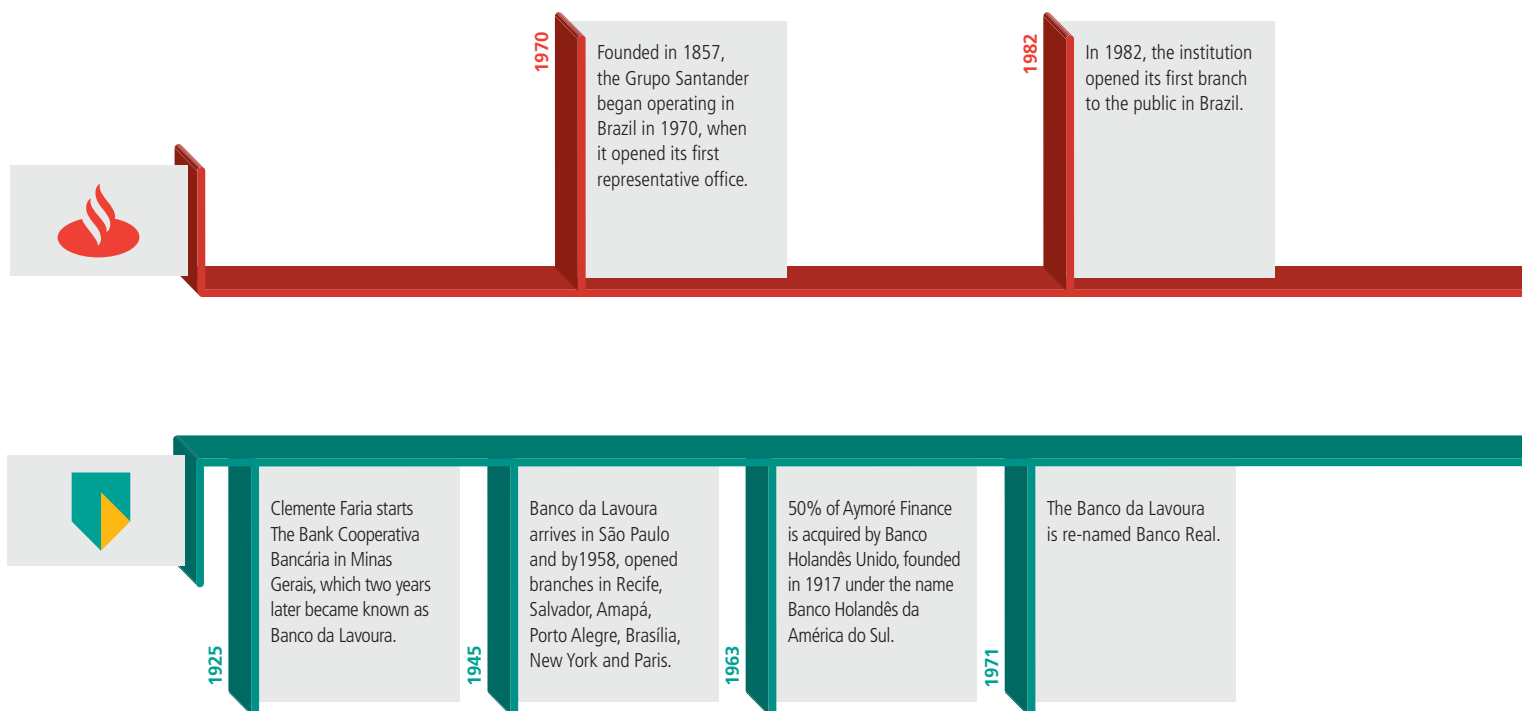 1970
Founded in 1857,
the Grupo Santander
began operating in
Brazil in 1970, when
it opened its first
representative office.
1982
In 1982, the institution
opened its first branch
to the public in Brazil.
1925
Clemente Faria starts
The Bank Cooperativa
Bancária in Minas
Gerais, which two years
later became known as
Banco da Lavoura.
1945
Banco da Lavoura
arrives in São Paulo
and by1958, opened
branches in Recife,
Salvador, Amapá,
Porto Alegre, Brasília,
New York and Paris.
1963
50% of Aymoré Finance
is acquired by Banco
Holandês Unido, founded
in 1917 under the name
Banco Holandês da
América do Sul.
1971
The Banco da Lavoura
is re-named Banco Real.